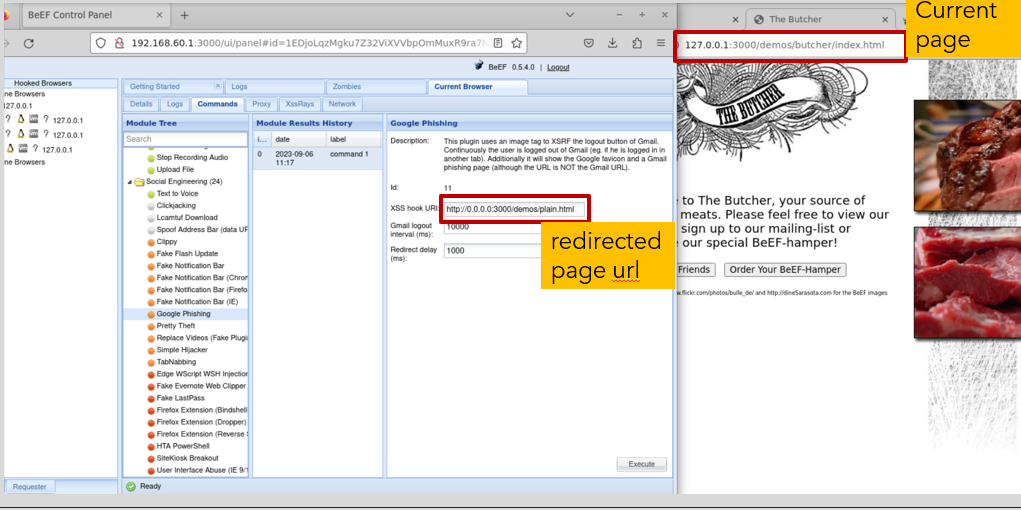 BeEF Control Panel
The Butcher
Current
page
192.168.60.1:3000/ui/panel#id=1EDjoLqzMgku7Z32ViXVVbpOmMuxR9ra7
127.0.0.1:3000/demos/butcher/index.html
BeEF 0.5.4.0 | Logout
Hooked Browsers
Getting Started
Logs
Zombies
Current Browser
ne Browsers
127.0.0.1
? ? 127.0.0.1
? ? 127.0.0.1
? 127.0.0.1
ne Browsers
Details
Logs
Commands
Proxy
XssRays
Network
Module Tree
Search
Stop Recording Audio
Upload File
Social Engineering (24)
Text to Voice
Clickjacking
Lcamtuf Download
Spoof Address Bar (data UF
Clippy
Fake Flash Update
Fake Notification Bar
Fake Notification Bar (Chron
Fake Notification Bar (Firefo
Fake Notification Bar (IE)
Google Phishing
Pretty Theft
Replace Videos (Fake Plugi
Simple Hijacker
TabNabbing
Edge WScript WSH Injection
Fake Evernote Web Clipper
Fake LastPass
Firefox Extension (Bindshell
Firefox Extension (Dropper)
Firefox Extension (Reverse
HTA PowerShell
SiteKiosk Breakout
User Interface Abuse (IE 9/1
Module Results History
i... date label
0 2023-09-06 command 1
11:17
Google Phishing
Description: This plugin uses an image tag to XSRF the logout button of Gmail.
Continuously the user is logged out of Gmail (eg. if he is logged in in
another tab). Additionally it will show the Google favicon and a Gmail
phishing page (although the URL is NOT the Gmail URL).
Id: 11
XSS hook URI: http://0.0.0.0:3000/demos/plain.html
Gmail logout 10000
interval (ms):
Redirect delay 1000
(ms):
redirected
page url
Execute
THE BUTCHER
to The Butcher, your source of
meats. Please feel free to view our
sign up to our mailing-list or
our special BeEF-hamper!
Friends
Order Your BeEF-Hamper
w.flickr.com/photos/bulle_de/ and http://dineSarasota.com for the BeEF images
Requester
Ready